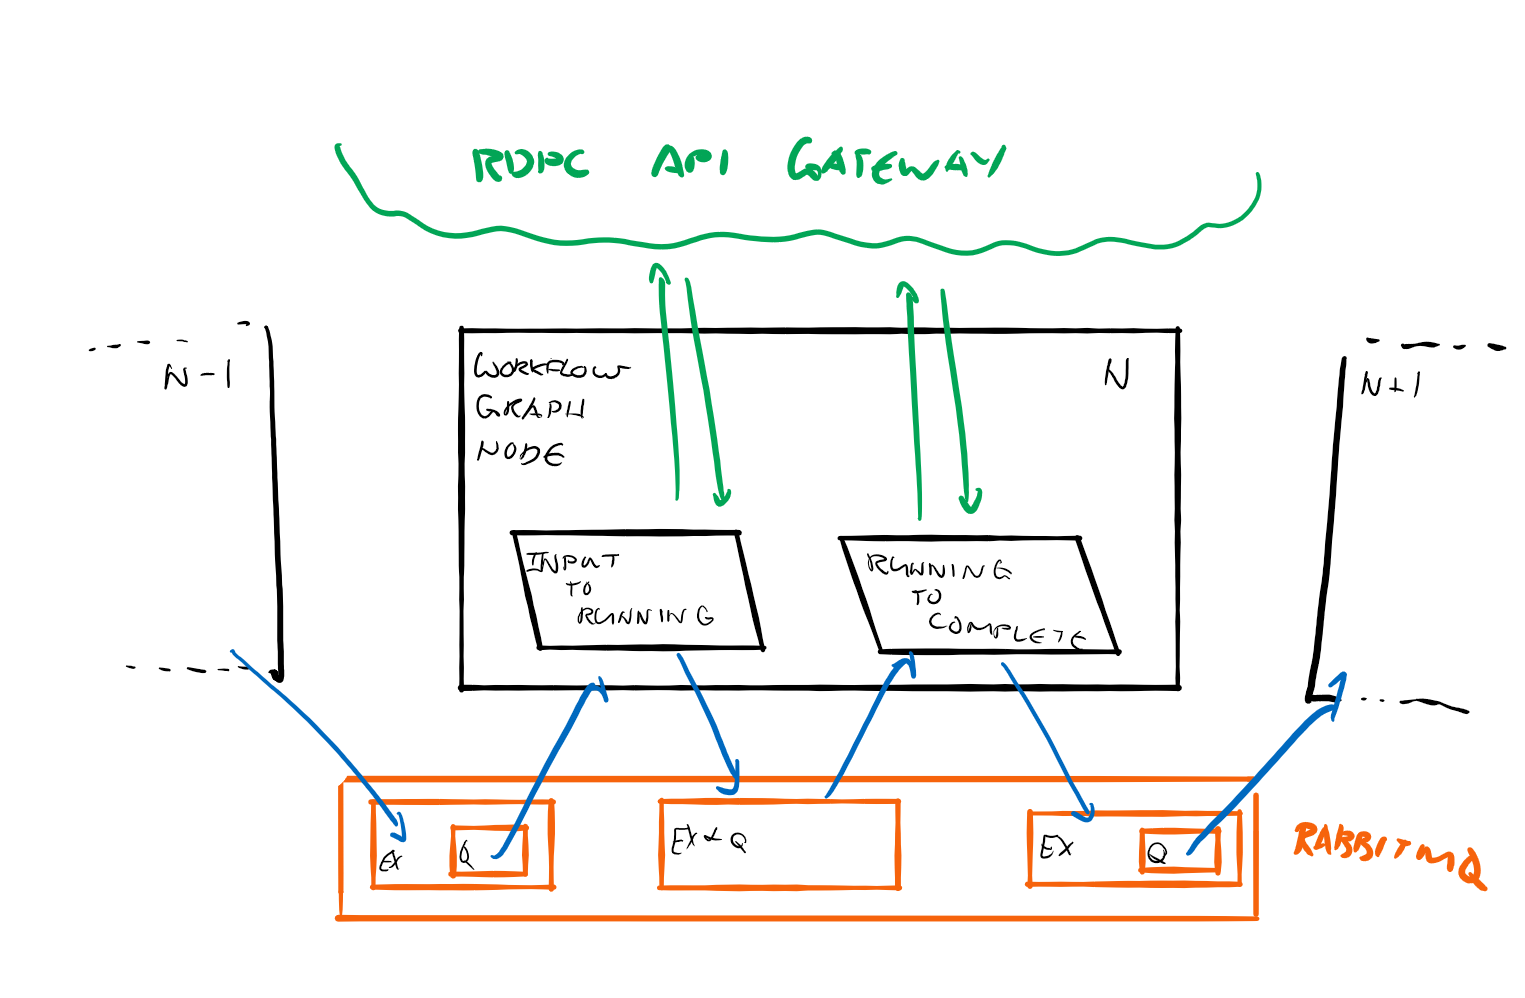 RDPC API GATEWAY
N-1
WORKFLOW
GRAPH
NODE
N
N+1
INPUT
TO
RUNNING
RUNNING
TO
COMPLETE
EX
Q
EX & Q
EX
Q
RABBITMQ